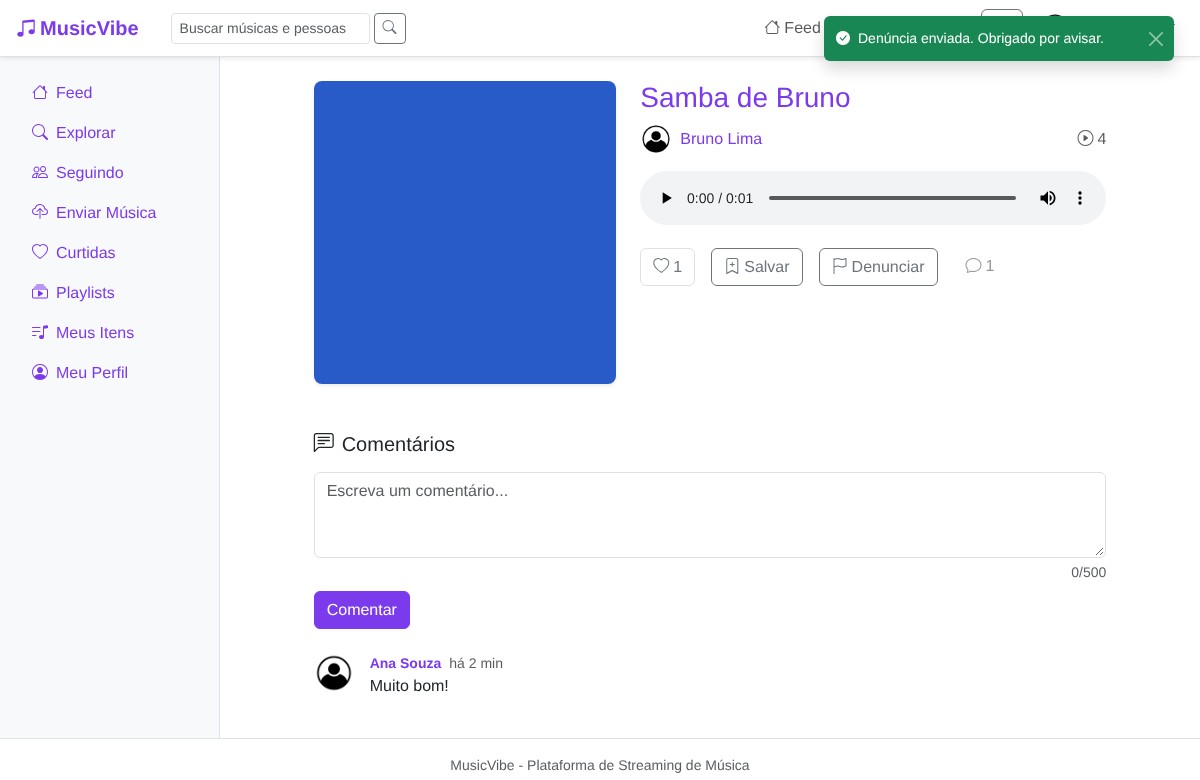 MusicVibe
Buscar músicas e pessoas
Feed
Denúncia enviada. Obrigado por avisar.
Feed
Explorar
Seguindo
Enviar Música
Curtidas
Playlists
Meus Itens
Meu Perfil
Samba de Bruno
Bruno Lima
4
0:00 / 0:01
1
Salvar
Denunciar
1
Comentários
Escreva um comentário...
0/500
Comentar
Ana Souza há 2 min
Muito bom!
MusicVibe - Plataforma de Streaming de Música